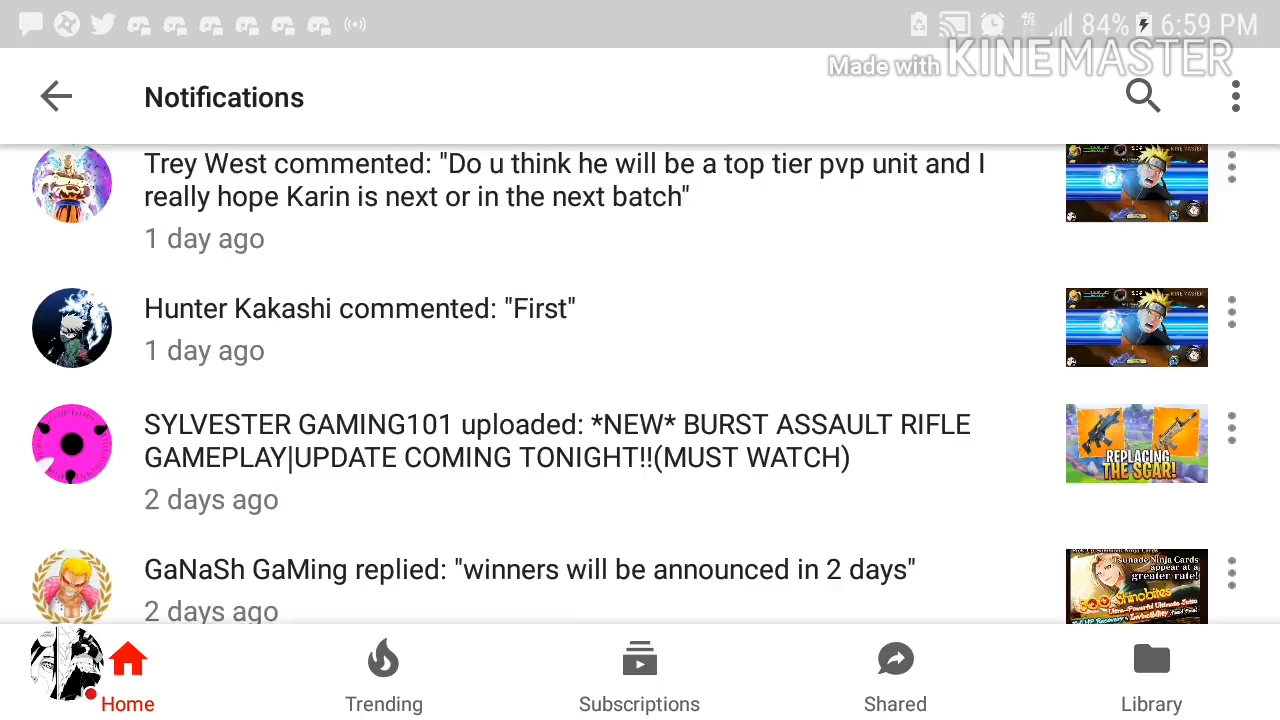 84% 6:59 PM
Made with KINEMASTER
Notifications
Trey West commented: "Do u think he will be a top tier pvp unit and I
really hope Karin is next or in the next batch"
1 day ago
Hunter Kakashi commented: "First"
1 day ago
SYLVESTER GAMING101 uploaded: *NEW* BURST ASSAULT RIFLE
GAMEPLAY|UPDATE COMING TONIGHT!!(MUST WATCH)
2 days ago
REPLACING
THE SCAR!
GaNaSh GaMing replied: "winners will be announced in 2 days"
2 days ago
Tsunade Ninja Cards
appear at a
greater rate!
Shinobites
Home
Trending
Subscriptions
Shared
Library